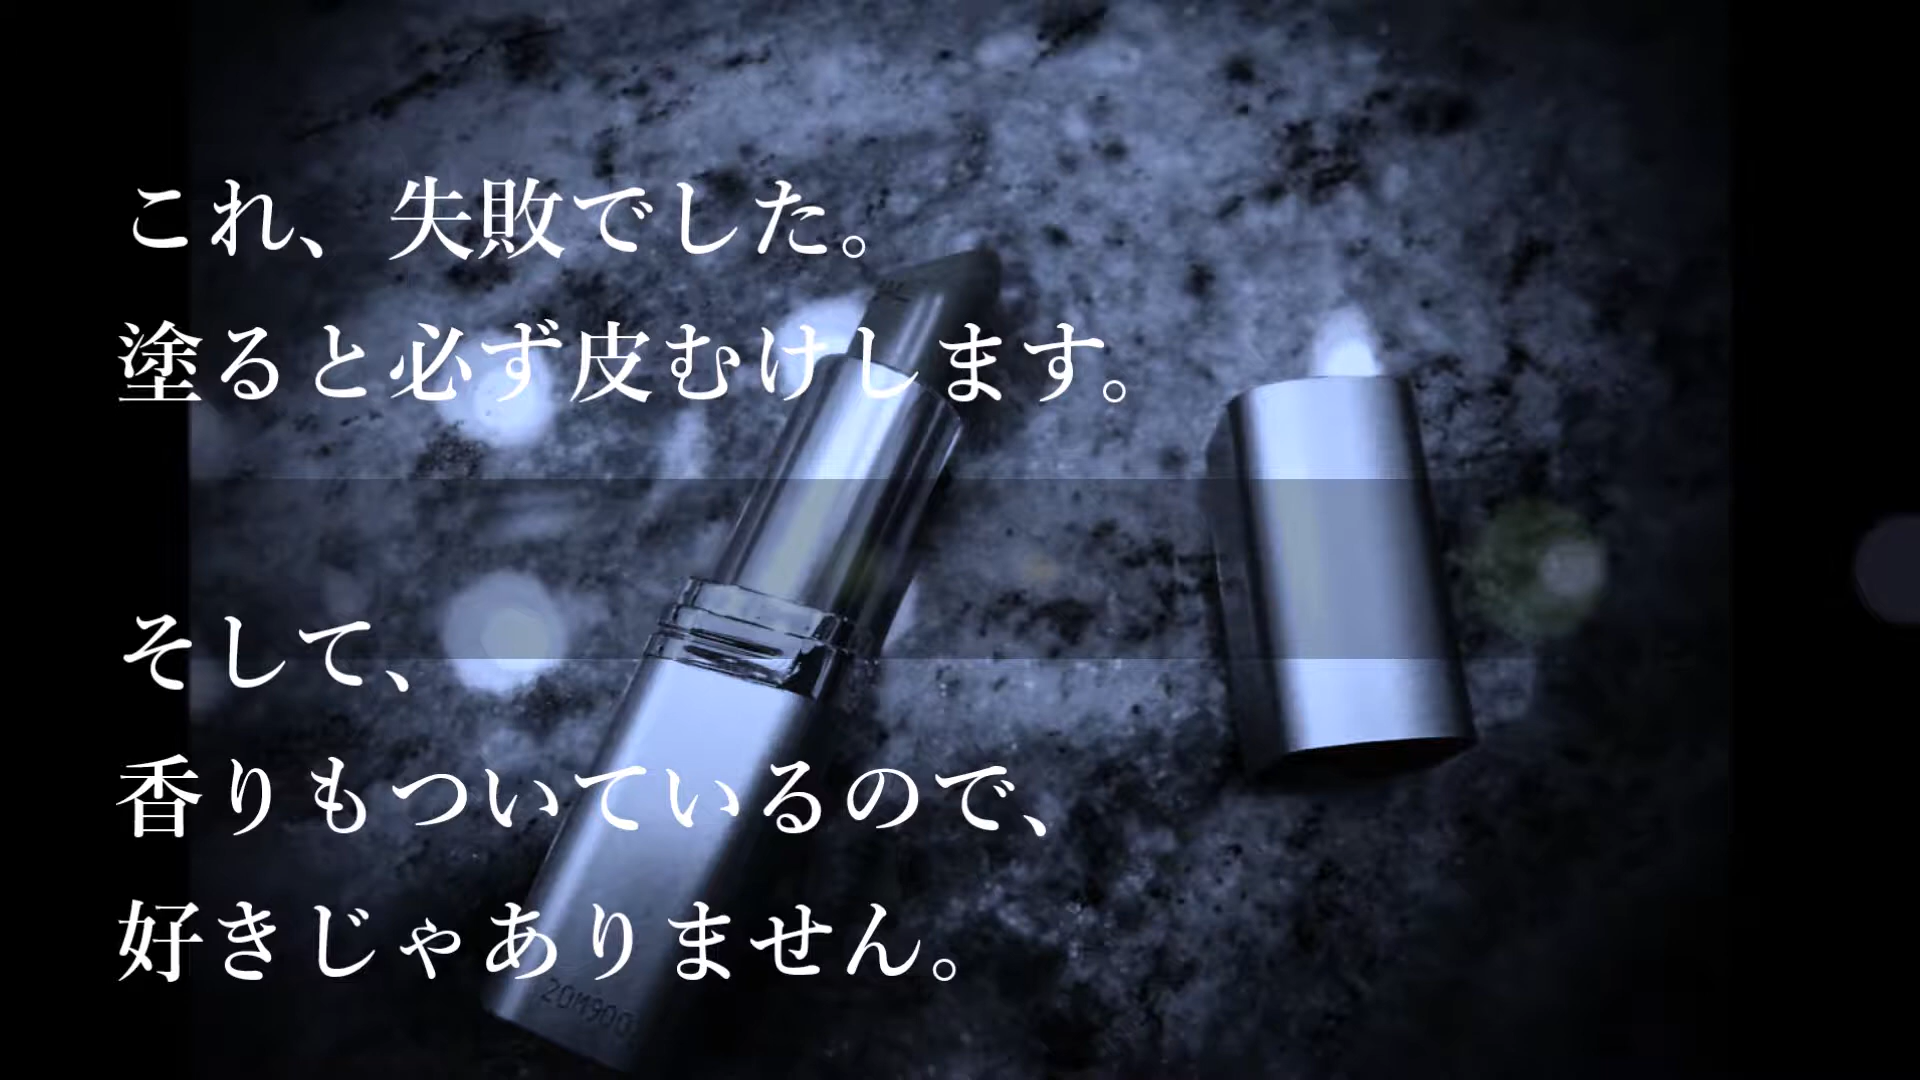 これ、失敗でした。
塗ると必ず皮むけします。
そして、
香りもついているので、
好きじゃありません。
20M900